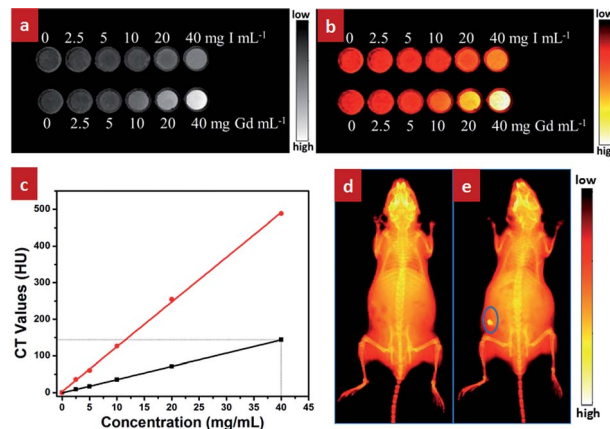 a
0 2.5 5 10 20 40 mg I mL⁻¹
0 2.5 5 10 20 40 mg Gd mL⁻¹
low
high
b
0 2.5 5 10 20 40 mg I mL⁻¹
0 2.5 5 10 20 40 mg Gd mL⁻¹
low
high
c
CT Values (HU)
500
400
300
200
100
0
0 5 10 15 20 25 30 35 40 45
Concentration (mg/mL)
d
e
low
high